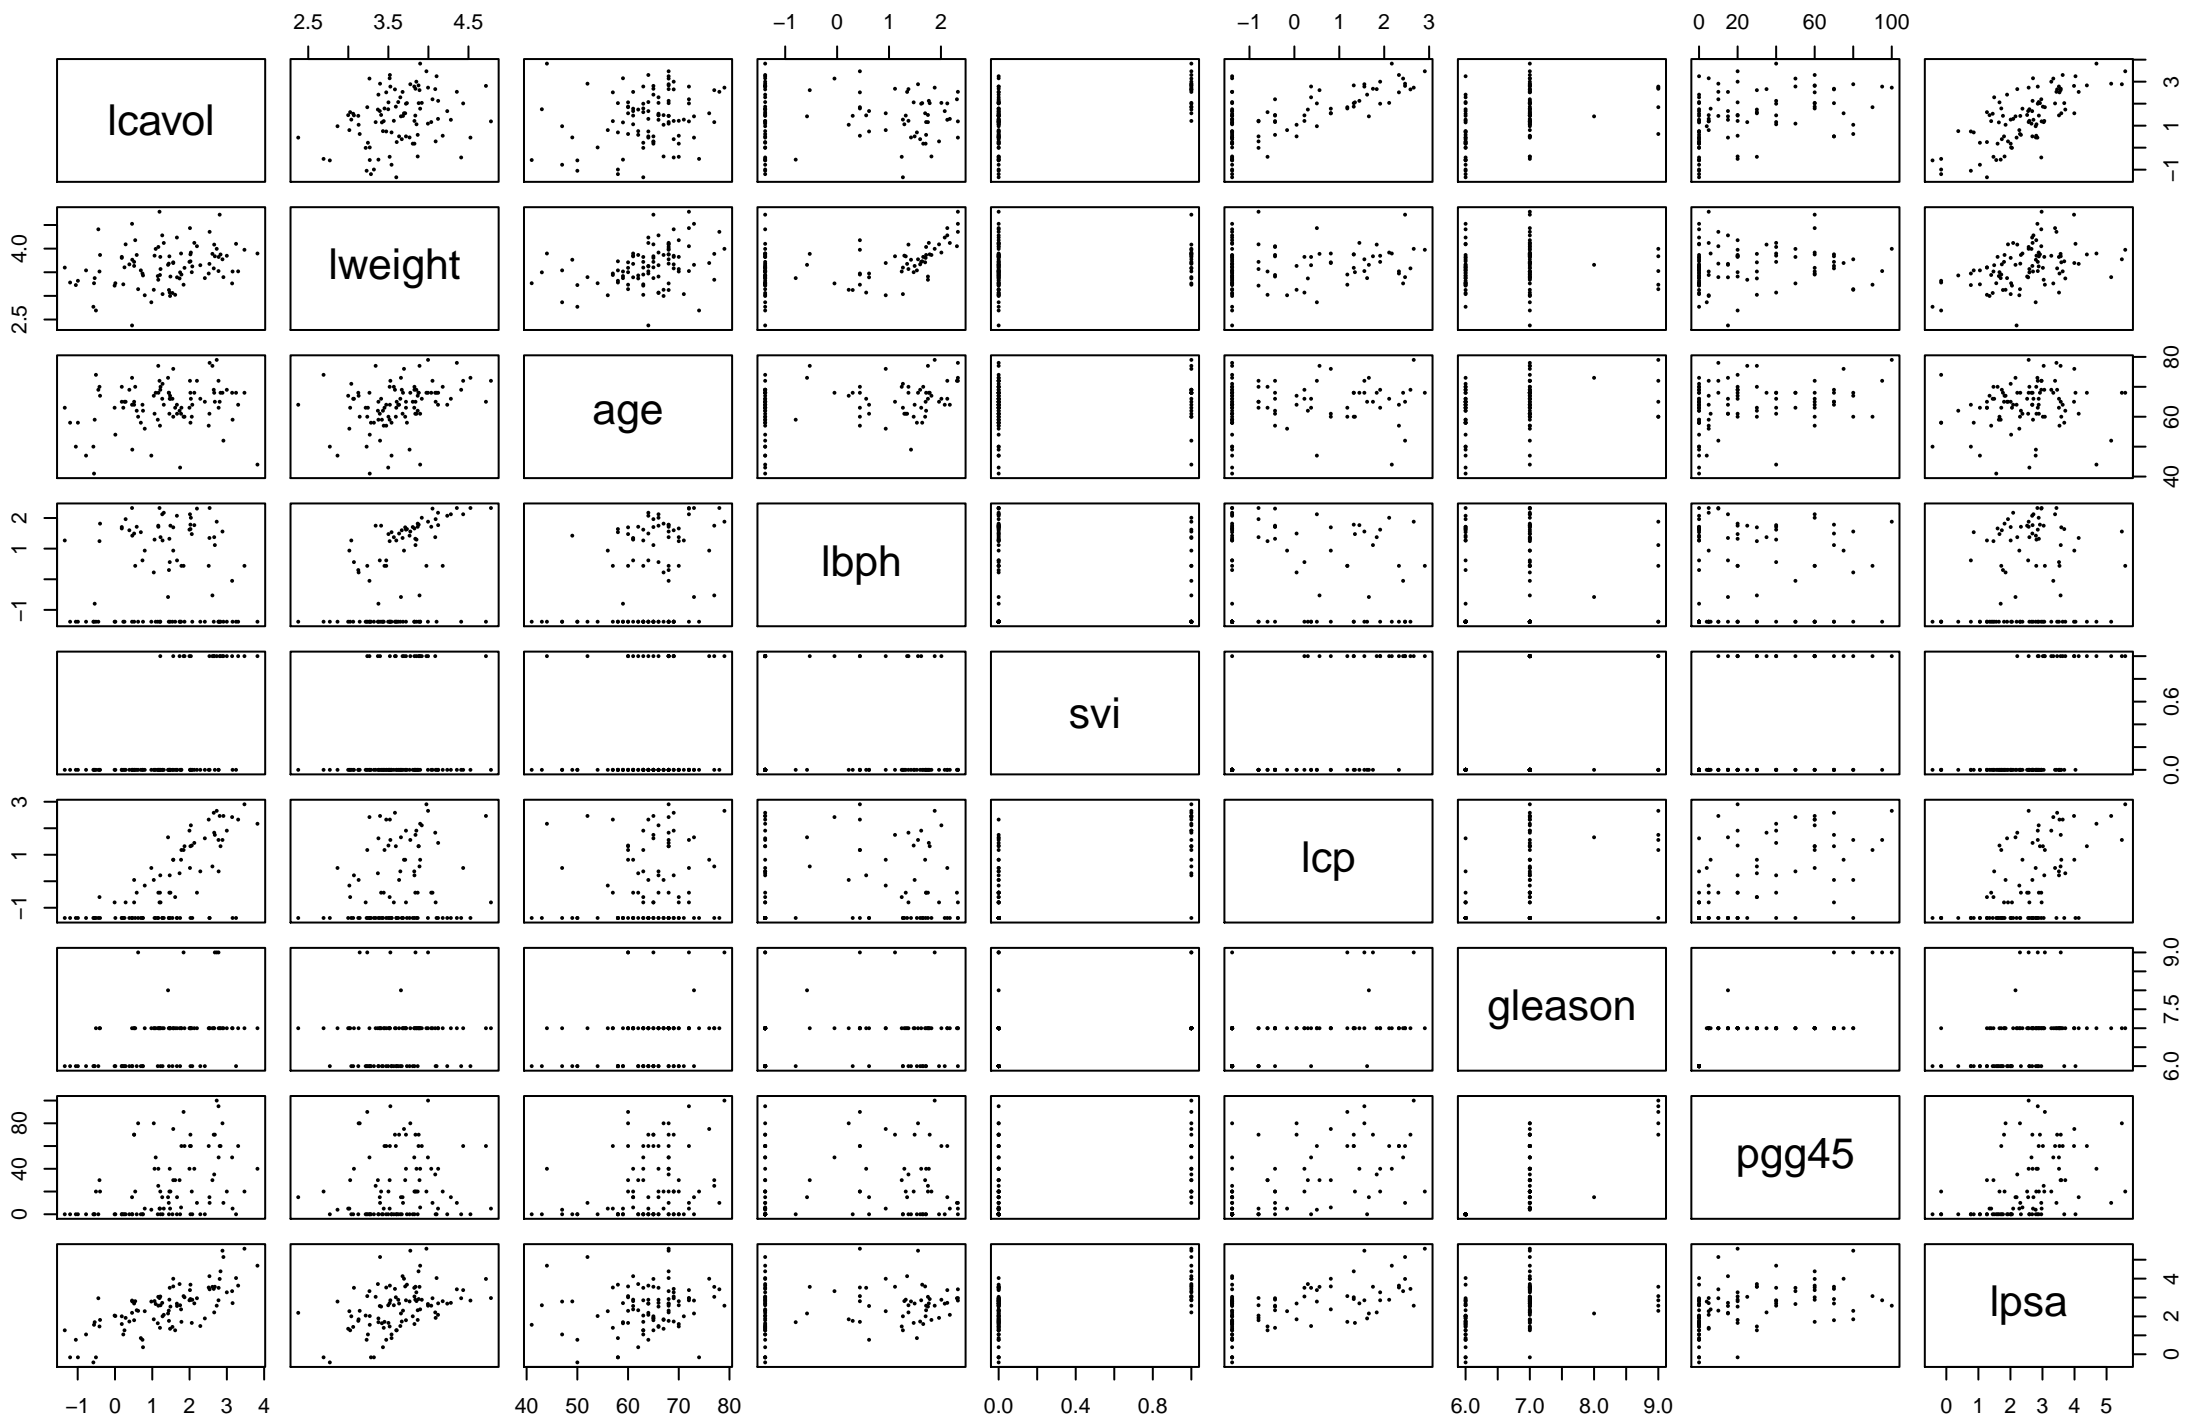 2.5 3.5 4.5 −1 0 1 2 −1 0 1 2 3 0 20 60 100
lcavol −1 1 3
2.5 4.0 lweight
age 40 60 80
−1 1 2 lbph
svi 0.0 0.6
−1 1 3 lcp
gleason 6.0 7.5 9.0
0 40 80 pgg45
lpsa 0 2 4
−1 0 1 2 3 4 40 50 60 70 80 0.0 0.4 0.8 6.0 7.0 8.0 9.0 0 1 2 3 4 5